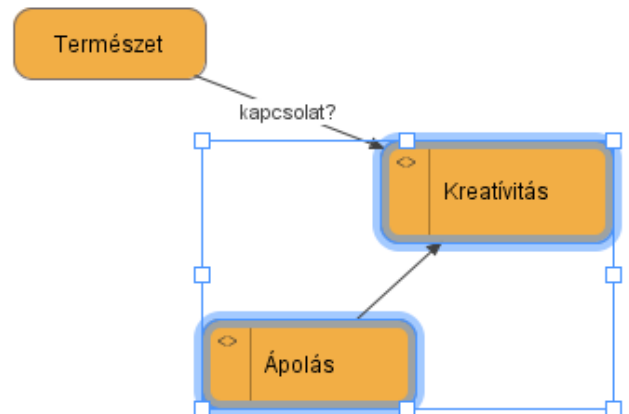 Természet
kapcsolat?
<> Kreatívitás
<> Ápolás